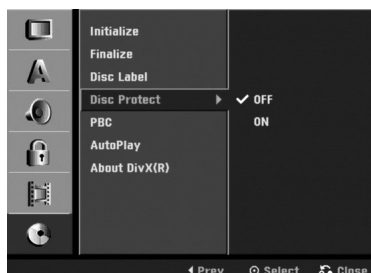 Initialize
Finalize
Disc Label
Disc Protect
OFF
PBC
ON
AutoPlay
About DivX(R)
Prev
Select
Close